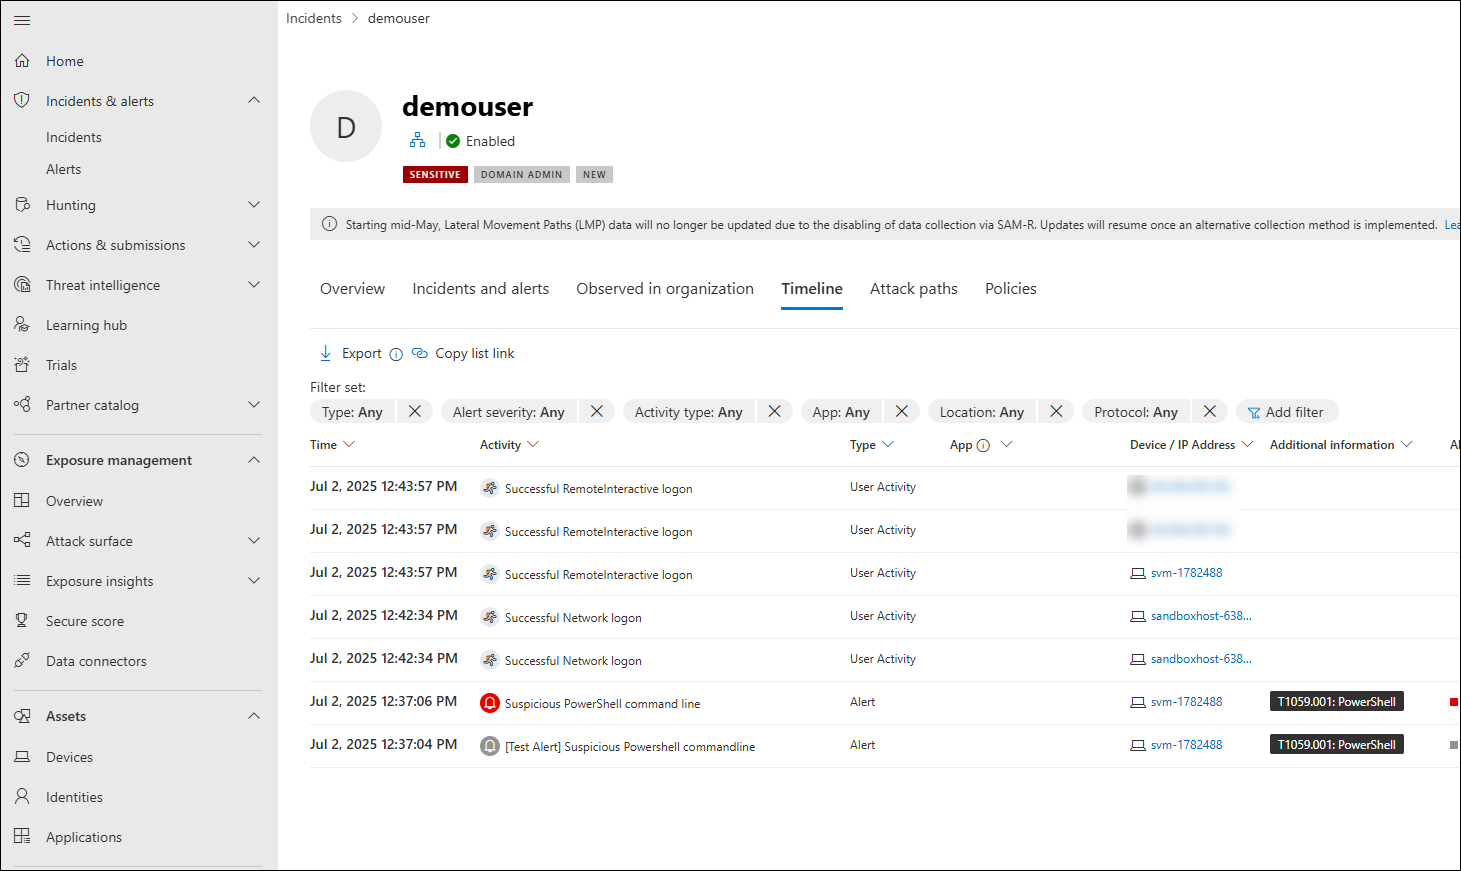 Incidents > demouser
Home
Incidents & alerts
Incidents
Alerts
Hunting
Actions & submissions
Threat intelligence
Learning hub
Trials
Partner catalog
Exposure management
Overview
Attack surface
Exposure insights
Secure score
Data connectors
Assets
Devices
Identities
Applications
D
demouser
Enabled
SENSITIVE DOMAIN ADMIN NEW
Starting mid-May, Lateral Movement Paths (LMP) data will no longer be updated due to the disabling of data collection via SAM-R. Updates will resume once an alternative collection method is implemented. Lea
Overview Incidents and alerts Observed in organization Timeline Attack paths Policies
Export Copy list link
Filter set:
Type: Any Alert severity: Any Activity type: Any App: Any Location: Any Protocol: Any Add filter
Time Activity Type App Device / IP Address Additional information Al
Jul 2, 2025 12:43:57 PM Successful RemoteInteractive logon User Activity
Jul 2, 2025 12:43:57 PM Successful RemoteInteractive logon User Activity
Jul 2, 2025 12:43:57 PM Successful RemoteInteractive logon User Activity svm-1782488
Jul 2, 2025 12:42:34 PM Successful Network logon User Activity sandboxhost-638...
Jul 2, 2025 12:42:34 PM Successful Network logon User Activity sandboxhost-638...
Jul 2, 2025 12:37:06 PM Suspicious PowerShell command line Alert svm-1782488 T1059.001: PowerShell
Jul 2, 2025 12:37:04 PM [Test Alert] Suspicious Powershell commandline Alert svm-1782488 T1059.001: PowerShell